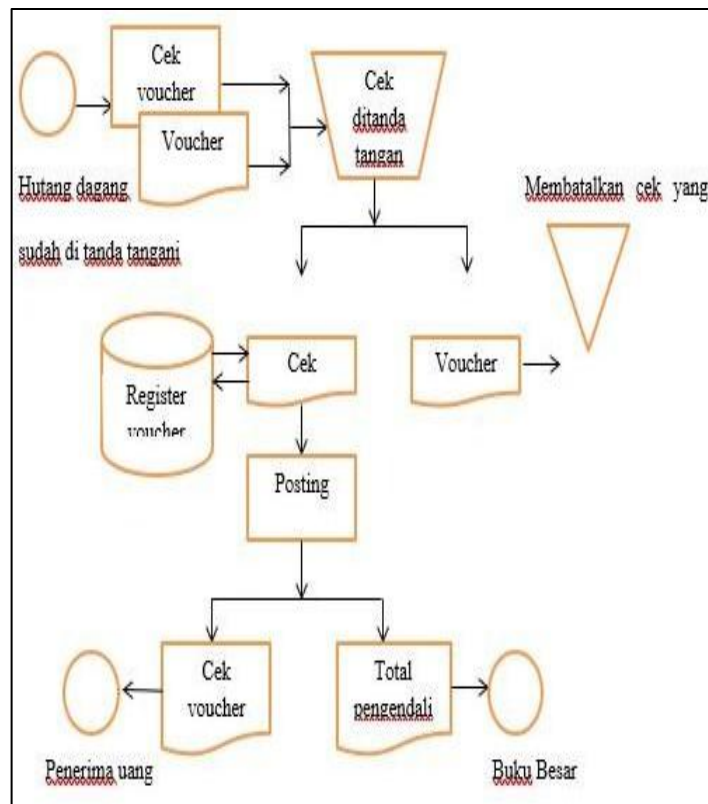 Cek
voucher
Voucher
Cek
ditanda
tangan
Hutang dagang
sudah di tanda tangani
Membatalkan cek yang
Register
voucher
Cek
Voucher
Posting
Cek
voucher
Total
pengendali
Penerima uang
Buku Besar